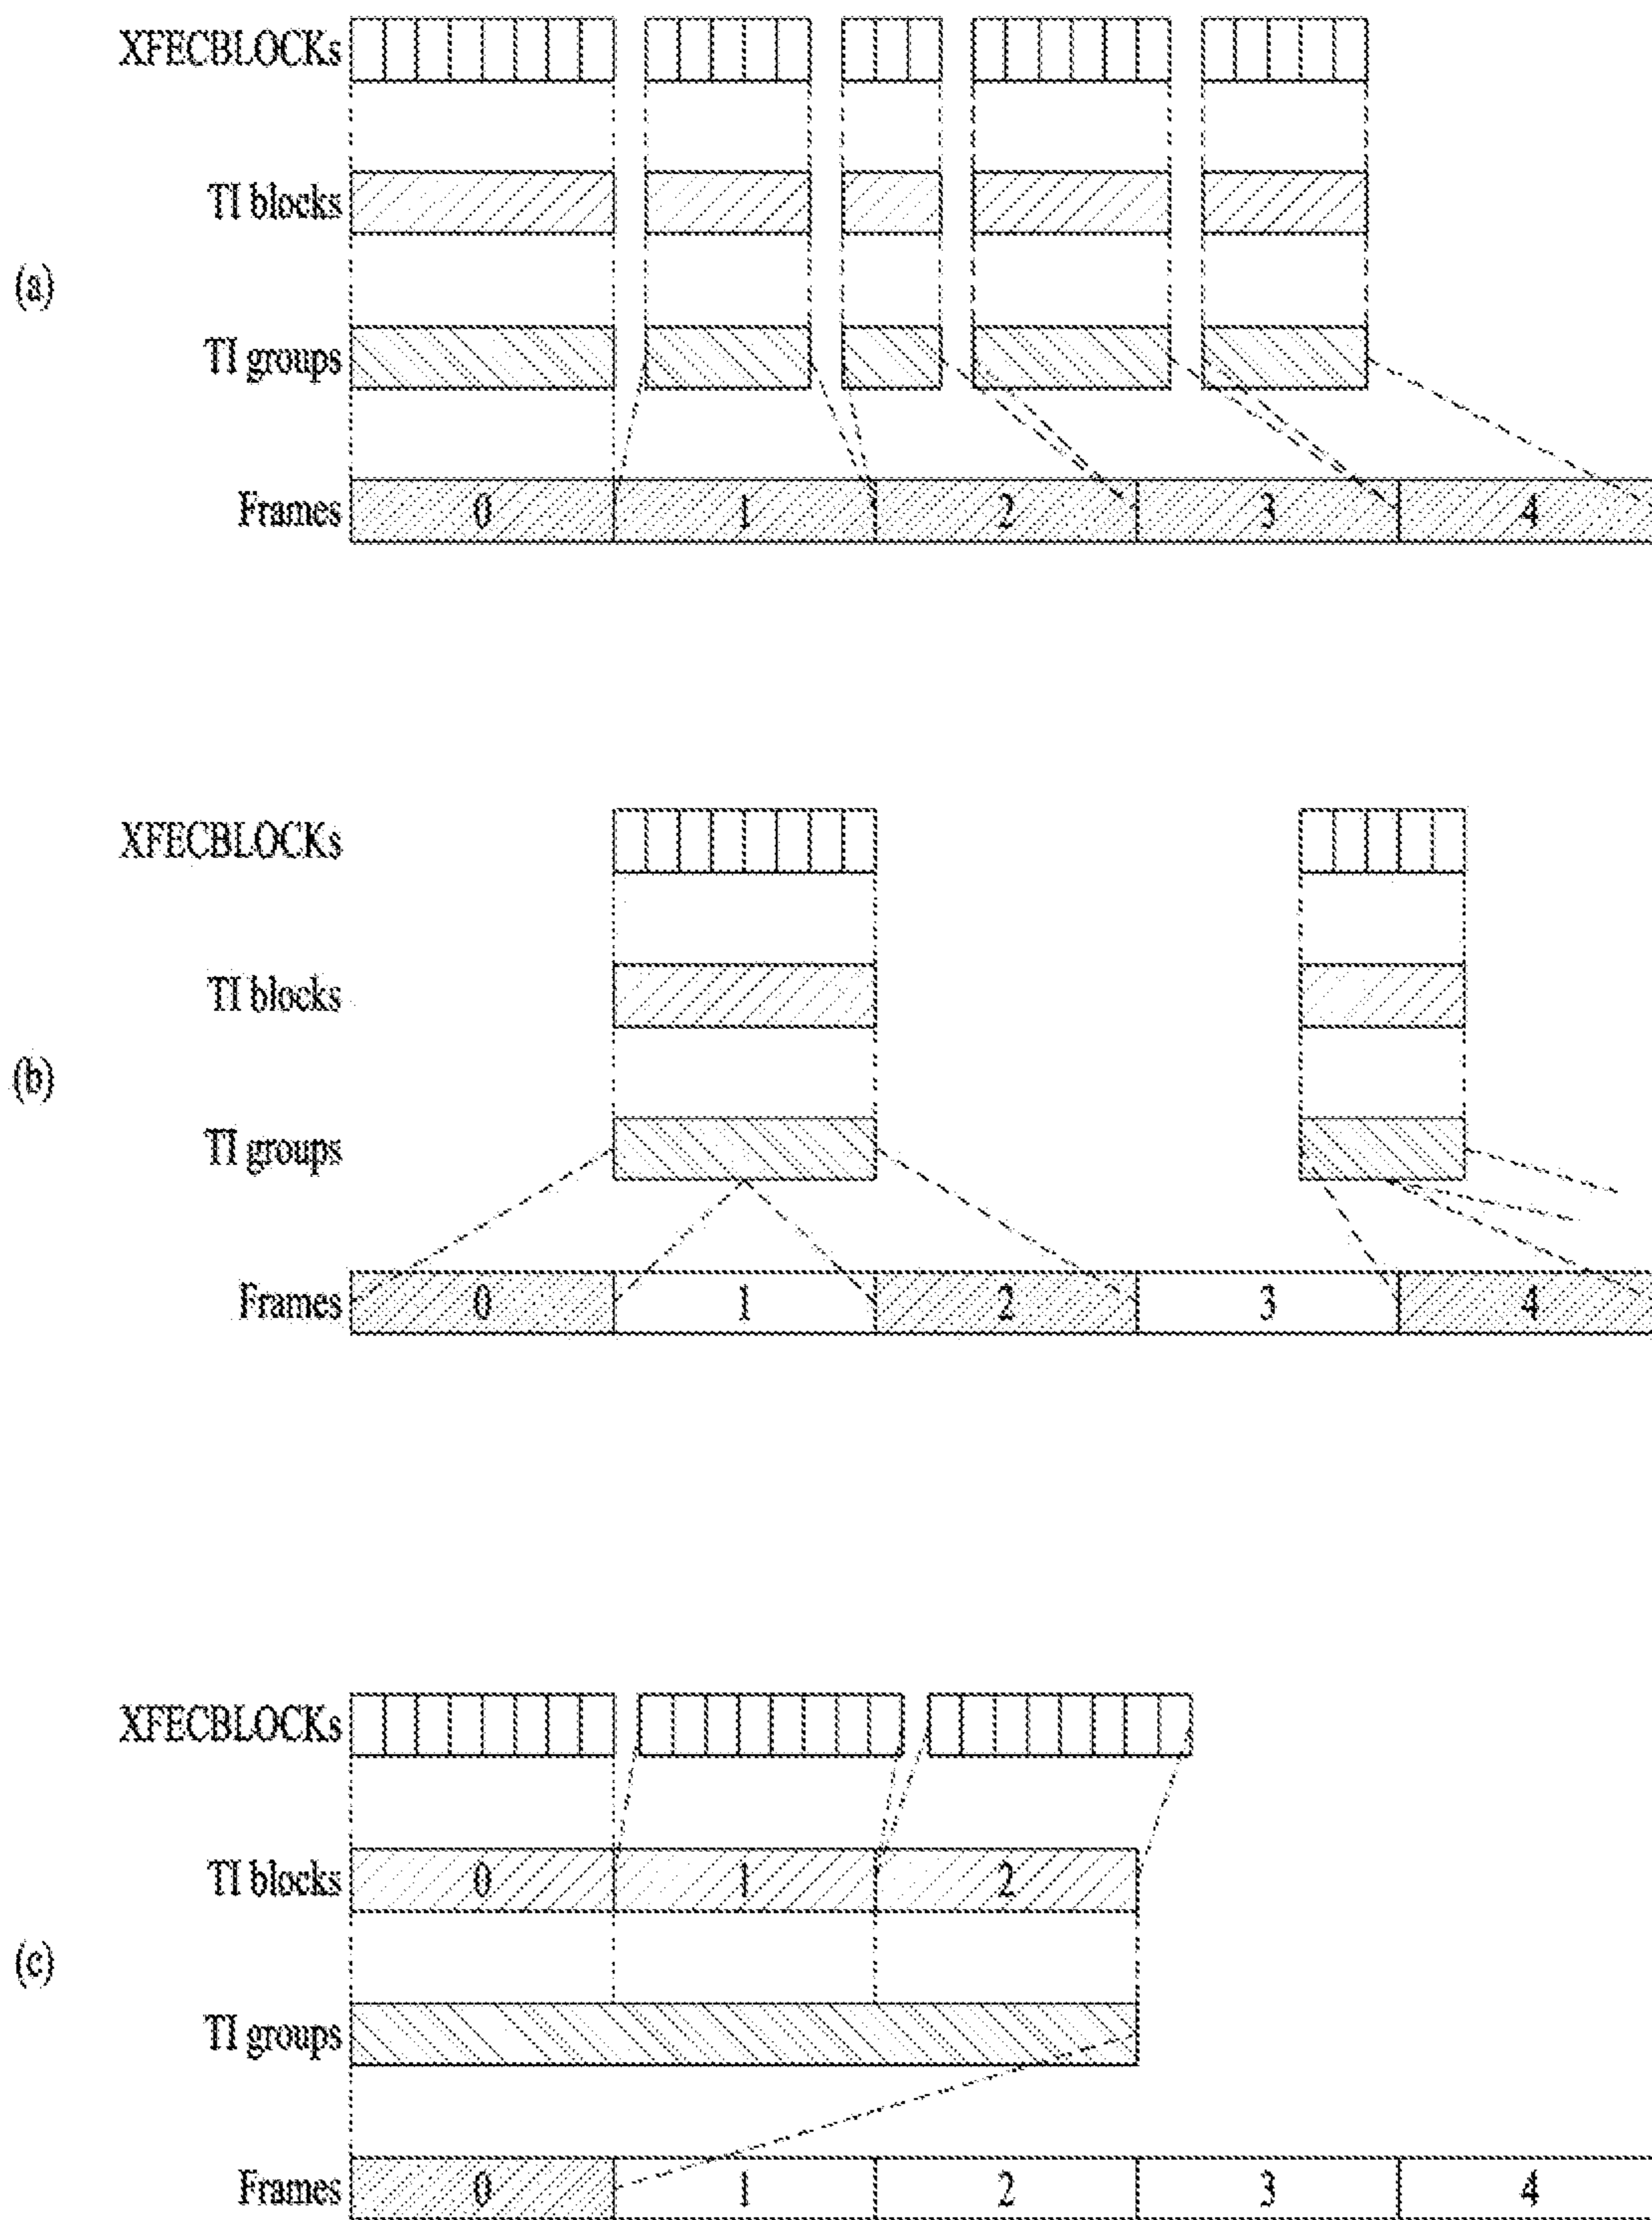 XFECBLOCKs
TI blocks
(a)
TI groups
Frames 0 1 2 3 4
XFECBLOCKs
TI blocks
(b)
TI groups
Frames 0 1 2 3 4
XFECBLOCKs
TI blocks 0 1 2
(c)
TI groups
Frames 0 1 2 3 4